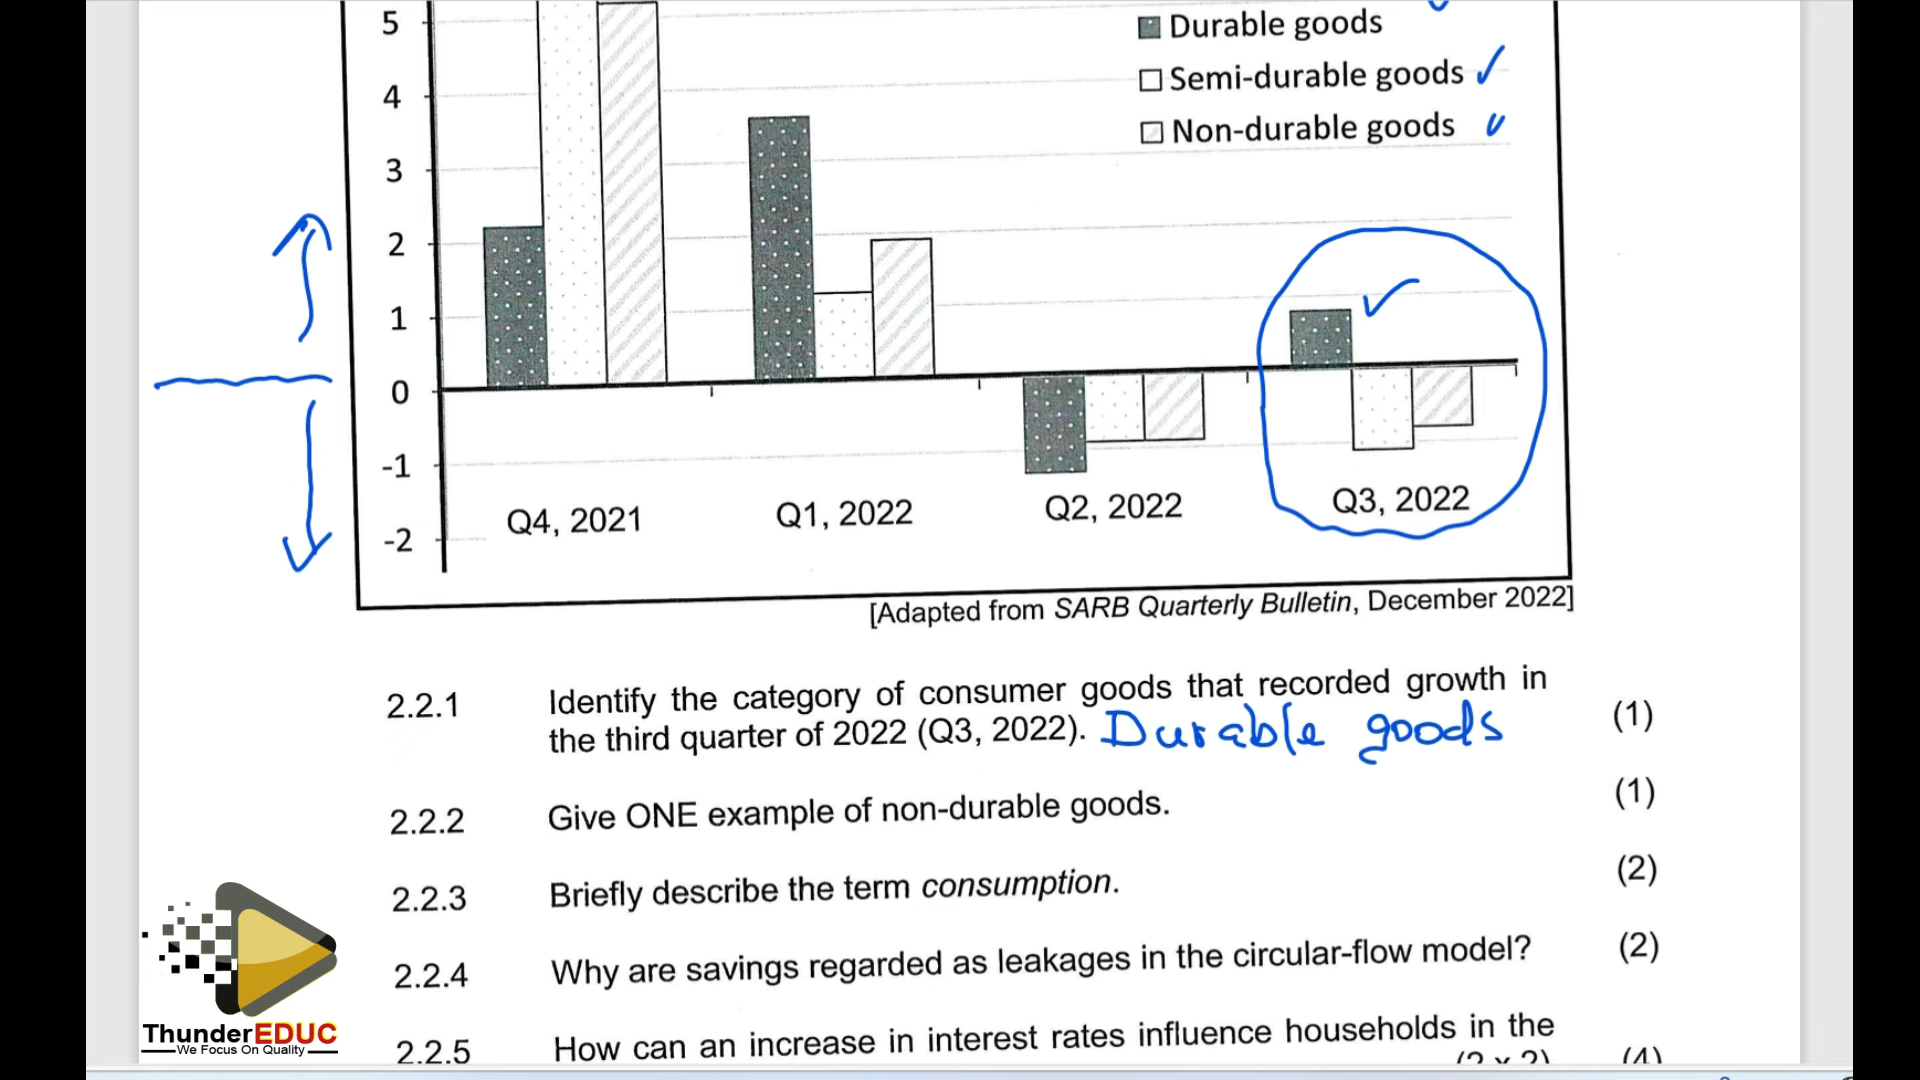 5
Durable goods
4
Semi-durable goods
3
Non-durable goods
2
1
0
-1
-2
Q4, 2021
Q1, 2022
Q2, 2022
Q3, 2022
[Adapted from SARB Quarterly Bulletin, December 2022]
2.2.1 Identify the category of consumer goods that recorded growth in
the third quarter of 2022 (Q3, 2022). Durable goods (1)
2.2.2 Give ONE example of non-durable goods. (1)
2.2.3 Briefly describe the term consumption. (2)
2.2.4 Why are savings regarded as leakages in the circular-flow model? (2)
2.2.5 How can an increase in interest rates influence households in the
(2 x 2) (4)
ThunderEDUC
We Focus On Quality